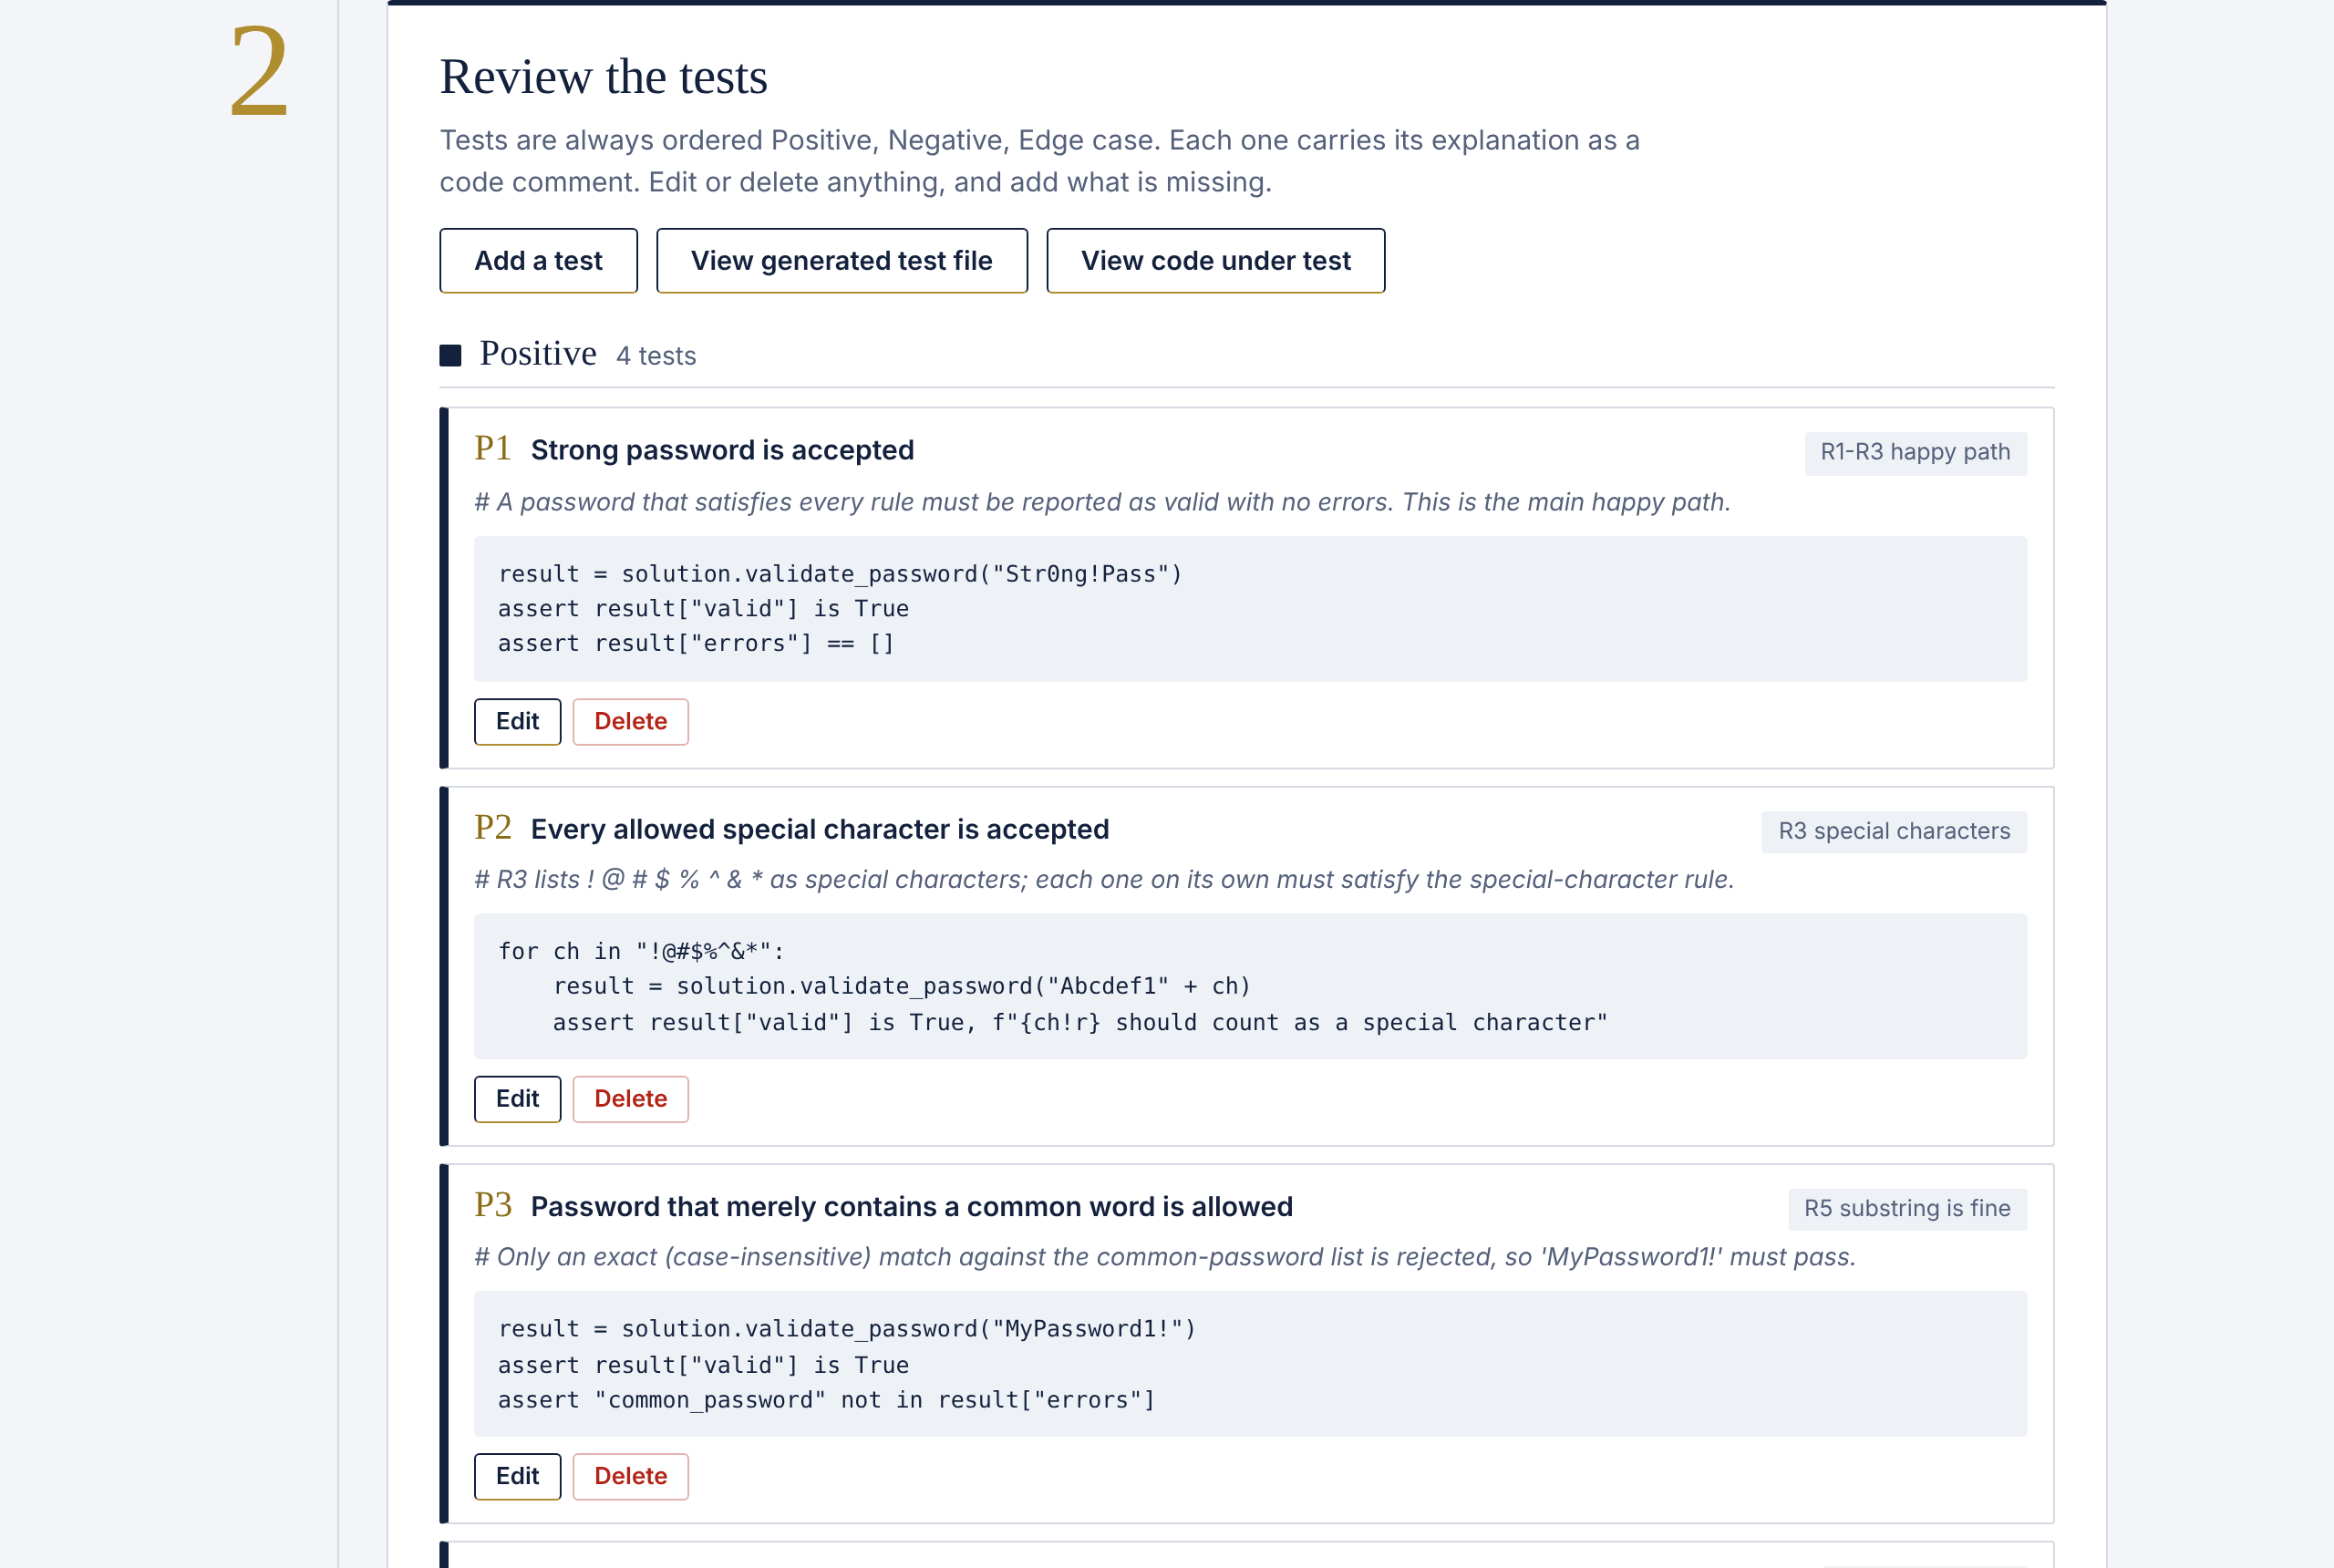 2
Review the tests
Tests are always ordered Positive, Negative, Edge case. Each one carries its explanation as a
code comment. Edit or delete anything, and add what is missing.
Add a test View generated test file View code under test
Positive 4 tests
P1 Strong password is accepted R1-R3 happy path
# A password that satisfies every rule must be reported as valid with no errors. This is the main happy path.
result = solution.validate_password("Str0ng!Pass")
assert result["valid"] is True
assert result["errors"] == []
Edit Delete
P2 Every allowed special character is accepted R3 special characters
# R3 lists ! @ # $ % ^ & * as special characters; each one on its own must satisfy the special-character rule.
for ch in "!@#$%^&*":
    result = solution.validate_password("Abcdef1" + ch)
    assert result["valid"] is True, f"{ch!r} should count as a special character"
Edit Delete
P3 Password that merely contains a common word is allowed R5 substring is fine
# Only an exact (case-insensitive) match against the common-password list is rejected, so 'MyPassword1!' must pass.
result = solution.validate_password("MyPassword1!")
assert result["valid"] is True
assert "common_password" not in result["errors"]
Edit Delete